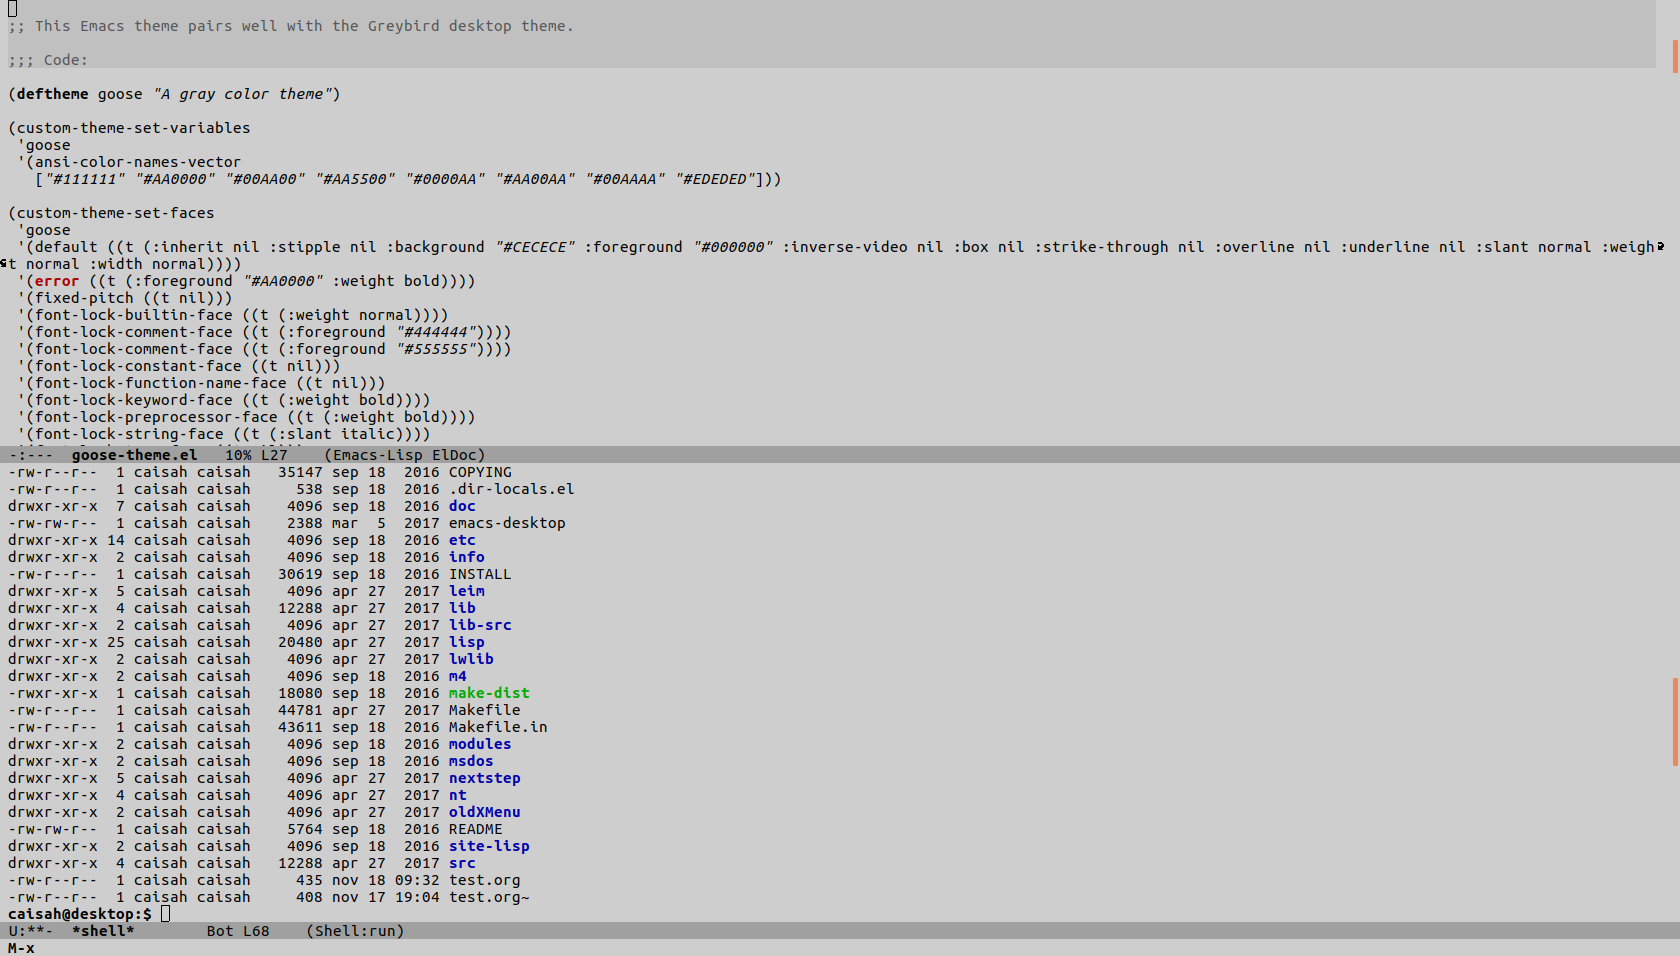 ;; This Emacs theme pairs well with the Greybird desktop theme.
;;; Code:
(deftheme goose "A gray color theme")
(custom-theme-set-variables
 'goose
 '(ansi-color-names-vector
   ["#111111" "#AA0000" "#00AA00" "#AA5500" "#0000AA" "#AA00AA" "#00AAAA" "#EDEDED"]))
(custom-theme-set-faces
 'goose
 '(default ((t (:inherit nil :stipple nil :background "#CECECE" :foreground "#000000" :inverse-video nil :box nil :strike-through nil :overline nil :underline nil :slant normal :weigh
t normal :width normal))))
 '(error ((t (:foreground "#AA0000" :weight bold))))
 '(fixed-pitch ((t nil)))
 '(font-lock-builtin-face ((t (:weight normal))))
 '(font-lock-comment-face ((t (:foreground "#444444"))))
 '(font-lock-comment-face ((t (:foreground "#555555"))))
 '(font-lock-constant-face ((t nil)))
 '(font-lock-function-name-face ((t nil)))
 '(font-lock-keyword-face ((t (:weight bold))))
 '(font-lock-preprocessor-face ((t (:weight bold))))
 '(font-lock-string-face ((t (:slant italic))))
-:---  goose-theme.el   10% L27    (Emacs-Lisp ElDoc)
-rw-r--r--  1 caisah caisah   35147 sep 18  2016 COPYING
-rw-r--r--  1 caisah caisah     538 sep 18  2016 .dir-locals.el
drwxr-xr-x  7 caisah caisah    4096 sep 18  2016 doc
-rw-rw-r--  1 caisah caisah    2388 mar  5  2017 emacs-desktop
drwxr-xr-x 14 caisah caisah    4096 sep 18  2016 etc
drwxr-xr-x  2 caisah caisah    4096 sep 18  2016 info
-rw-r--r--  1 caisah caisah   30619 sep 18  2016 INSTALL
drwxr-xr-x  5 caisah caisah    4096 apr 27  2017 leim
drwxr-xr-x  4 caisah caisah   12288 apr 27  2017 lib
drwxr-xr-x  2 caisah caisah    4096 apr 27  2017 lib-src
drwxr-xr-x 25 caisah caisah   20480 apr 27  2017 lisp
drwxr-xr-x  2 caisah caisah    4096 apr 27  2017 lwlib
drwxr-xr-x  2 caisah caisah    4096 sep 18  2016 m4
-rwxr-xr-x  1 caisah caisah   18080 sep 18  2016 make-dist
-rw-r--r--  1 caisah caisah   44781 apr 27  2017 Makefile
-rw-r--r--  1 caisah caisah   43611 sep 18  2016 Makefile.in
drwxr-xr-x  2 caisah caisah    4096 sep 18  2016 modules
drwxr-xr-x  2 caisah caisah    4096 sep 18  2016 msdos
drwxr-xr-x  5 caisah caisah    4096 apr 27  2017 nextstep
drwxr-xr-x  4 caisah caisah    4096 apr 27  2017 nt
drwxr-xr-x  2 caisah caisah    4096 apr 27  2017 oldXMenu
-rw-rw-r--  1 caisah caisah    5764 sep 18  2016 README
drwxr-xr-x  2 caisah caisah    4096 sep 18  2016 site-lisp
drwxr-xr-x  4 caisah caisah   12288 apr 27  2017 src
-rw-r--r--  1 caisah caisah     435 nov 18 09:32 test.org
-rw-r--r--  1 caisah caisah     408 nov 17 19:04 test.org~
caisah@desktop:$
U:**-  *shell*        Bot L68    (Shell:run)
M-x